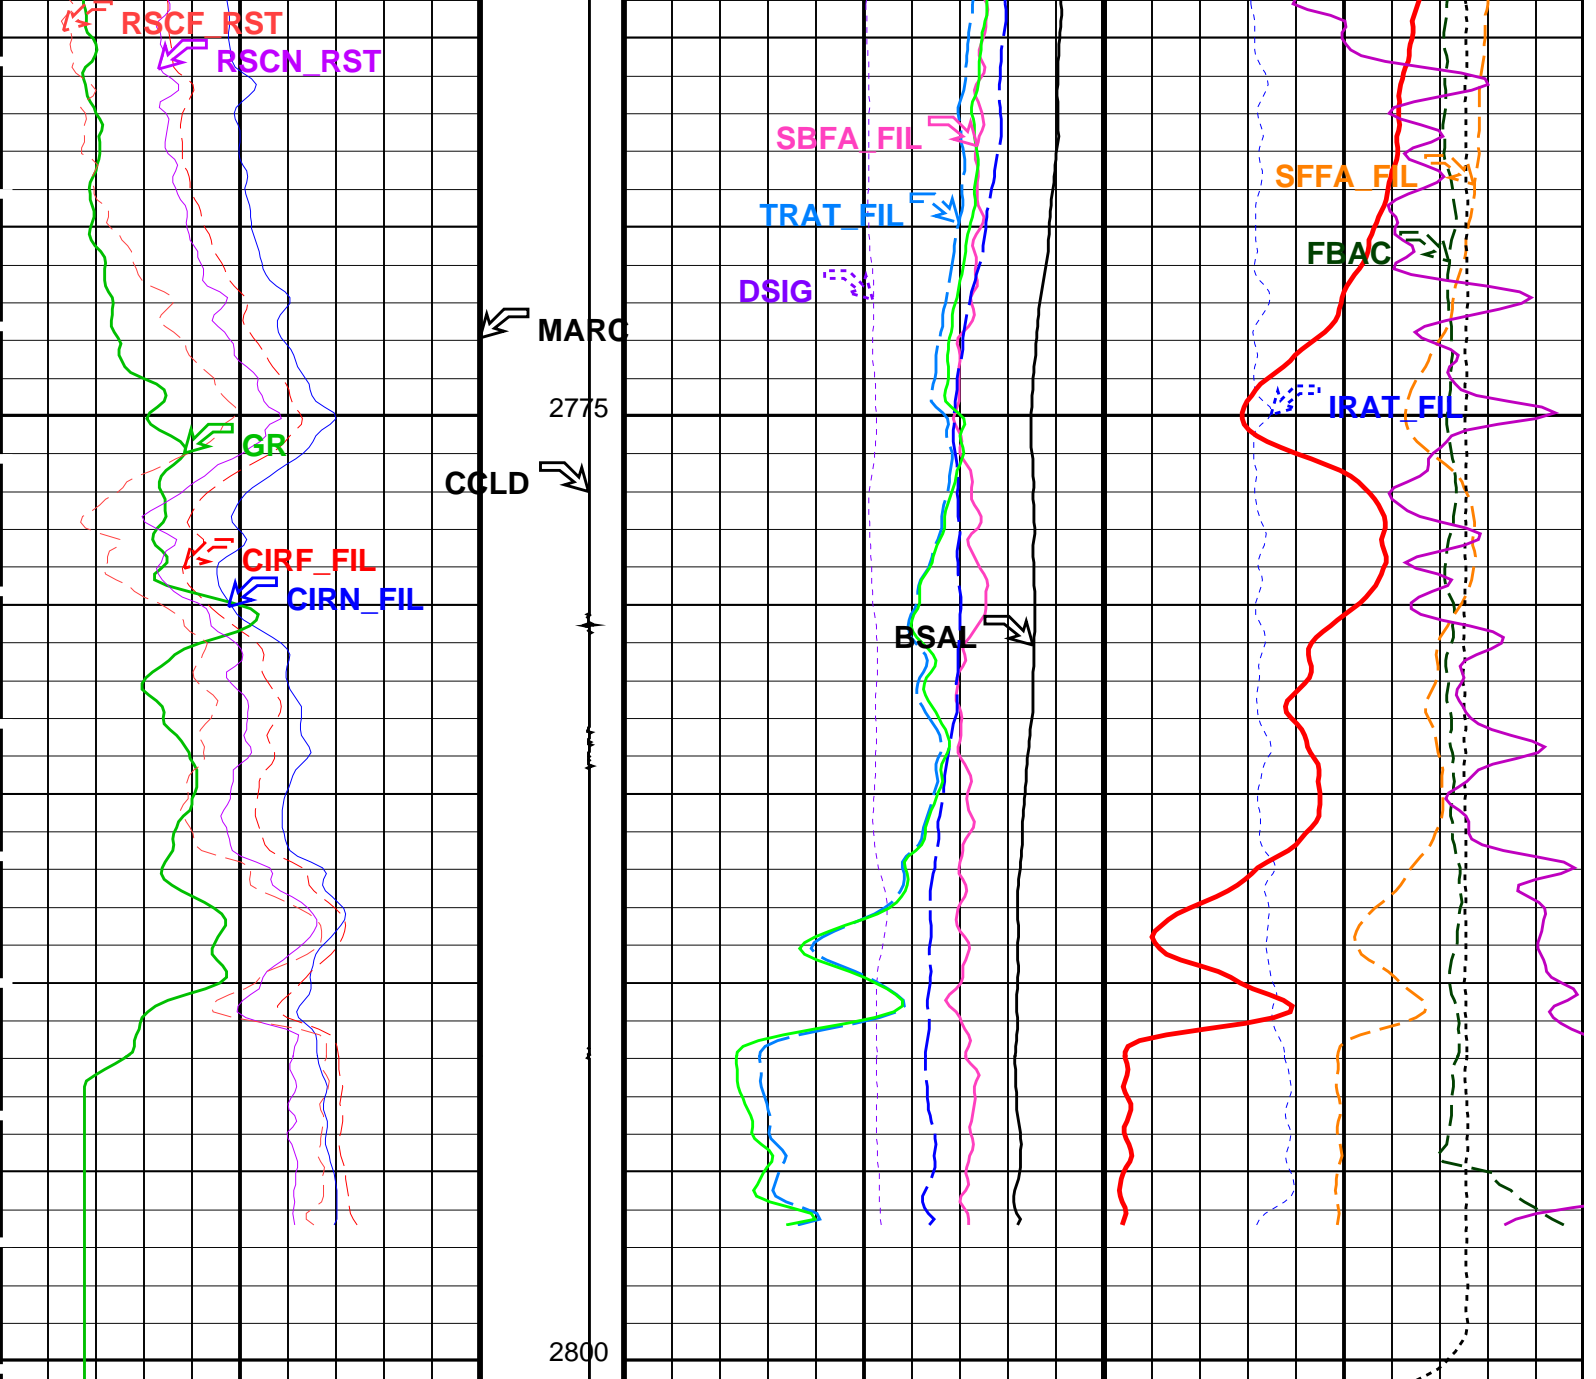 RSCF_RST
RSCN_RST
SBFA_FIL
SFFA_FIL
TRAT_FIL
FBAC
DSIG
MARC
2775
IRAT_FIL
GR
CCLD
CIRF_FIL
CIRN_FIL
BSAL
2800